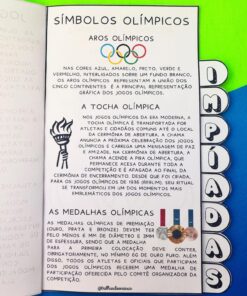 SÍMBOLOS OLÍMPICOS
AROS OLÍMPICOS
NAS CORES AZUL, AMARELO, PRETO, VERDE E
VERMELHO, INTERLIGADOS SOBRE UM FUNDO BRANCO,
OS AROS OLÍMPICOS REPRESENTAM A UNIÃO DOS
CINCO CONTINENTES E A PRINCIPAL REPRESENTAÇÃO
GRÁFICA DOS JOGOS OLÍMPICOS.
A TOCHA OLÍMPICA
NOS JOGOS OLÍMPICOS DA ERA MODERNA, A
TOCHA OLÍMPICA É TRANSPORTADA POR
ATLETAS E CIDADÃOS COMUNS ATÉ O LOCAL
DA CERIMÔNIA DE ABERTURA, A CHAMA
ANUNCIA A PRÓXIMA CELEBRAÇÃO DOS JOGOS
OLÍMPICOS E CARREGA UMA MENSAGEM DE PAZ
E AMIZADE. NA CERIMÔNIA DE ABERTURA, A
CHAMA ACENDE A PIRA OLÍMPICA, QUE
PERMANECE ACESA DURANTE TODA A
COMPETIÇÃO E É APAGADA AO FINAL DA
CERIMÔNIA DE ENCERRAMENTO. DESDE QUE FOI CRIADA,
PARA OS JOGOS OLÍMPICOS DE 1936 (BERLIM), SEU RITUAL
SE TRANSFORMOU EM UM DOS MOMENTOS MAIS
EMBLEMÁTICOS DOS JOGOS OLÍMPICOS.
AS MEDALHAS OLÍMPICAS
AS MEDALHAS OLÍMPICAS DE PREMIAÇÃO
(OURO, PRATA E BRONZE) DEVEM TER
PELO MENOS 6 MM DE DIÂMETRO E 3MM
DE ESPESSURA, SENDO QUE A MEDALHA
PARA A PRIMEIRA COLOCAÇÃO DEVE CONTER,
OBRIGATORIAMENTE, NO MÍNIMO 6G DE OURO PURO. ALÉM
DISSO, TODOS OS ATLETAS E OFICIAIS QUE PARTICIPAM
DOS JOGOS OLÍMPICOS RECEBEM UMA MEDALHA DE
PARTICIPAÇÃO OFERECIDA PELO COMITÊ ORGANIZADOR DA
COMPETIÇÃO.
IMPÍADAS